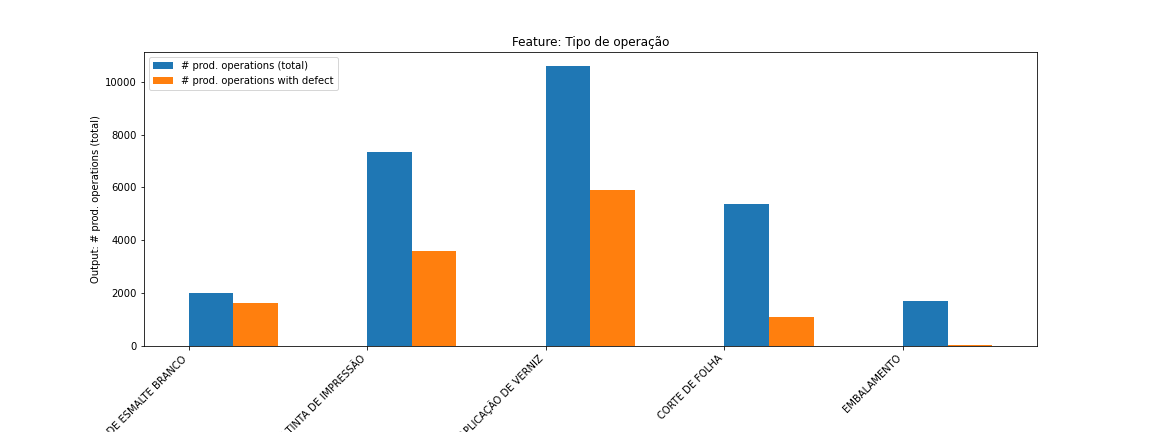 Feature: Tipo de operação
# prod. operations (total)
# prod. operations with defect
Output: # prod. operations (total)
10000
8000
6000
4000
2000
0
DE ESMALTE BRANCO
TINTA DE IMPRESSÃO
PLICAÇÃO DE VERNIZ
CORTE DE FOLHA
EMBALAMENTO